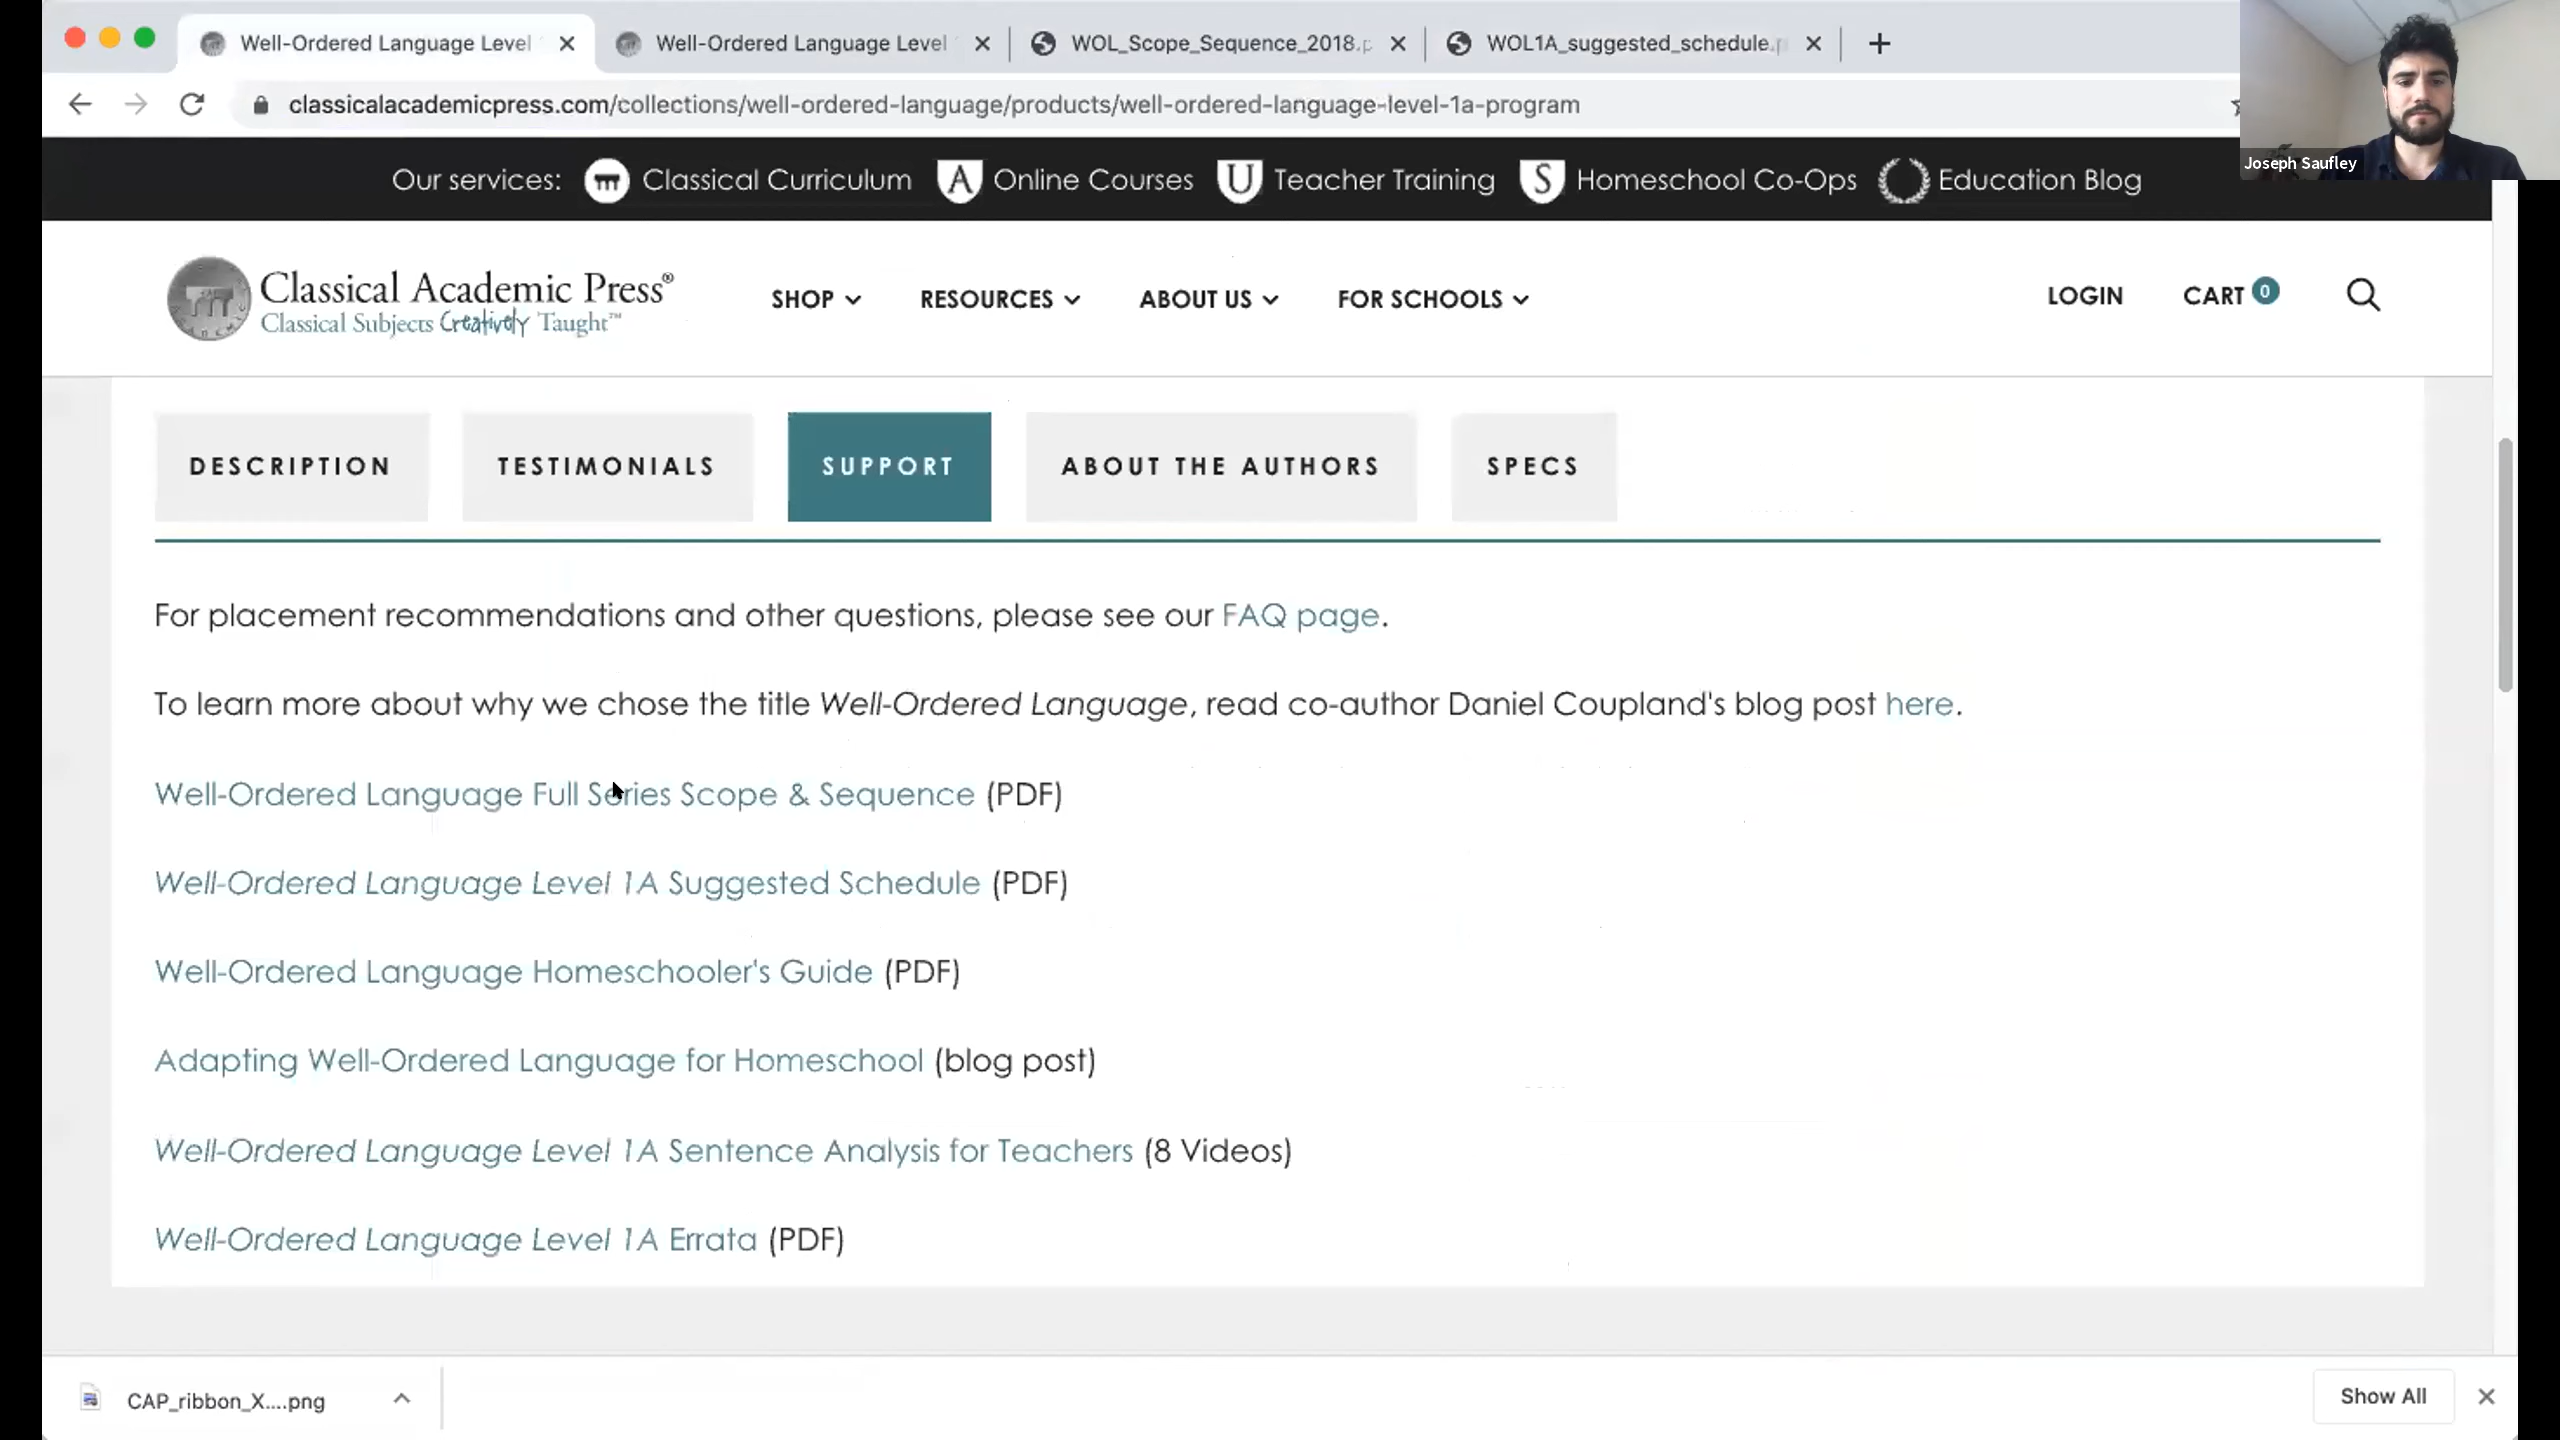 Well-Ordered Language Level
Well-Ordered Language Level
WOL_Scope_Sequence_2018.p
WOL1A_suggested_schedule.p
classicalacademicpress.com/collections/well-ordered-language/products/well-ordered-language-level-1a-program
Joseph Saufley
Our services: Classical Curriculum A Online Courses U Teacher Training S Homeschool Co-Ops Education Blog
Classical Academic Press®
Classical Subjects Creatively Taught™
SHOP RESOURCES ABOUT US FOR SCHOOLS LOGIN CART 0
DESCRIPTION TESTIMONIALS SUPPORT ABOUT THE AUTHORS SPECS
For placement recommendations and other questions, please see our FAQ page.
To learn more about why we chose the title Well-Ordered Language, read co-author Daniel Coupland's blog post here.
Well-Ordered Language Full Series Scope & Sequence (PDF)
Well-Ordered Language Level 1A Suggested Schedule (PDF)
Well-Ordered Language Homeschooler's Guide (PDF)
Adapting Well-Ordered Language for Homeschool (blog post)
Well-Ordered Language Level 1A Sentence Analysis for Teachers (8 Videos)
Well-Ordered Language Level 1A Errata (PDF)
CAP_ribbon_X....png
Show All